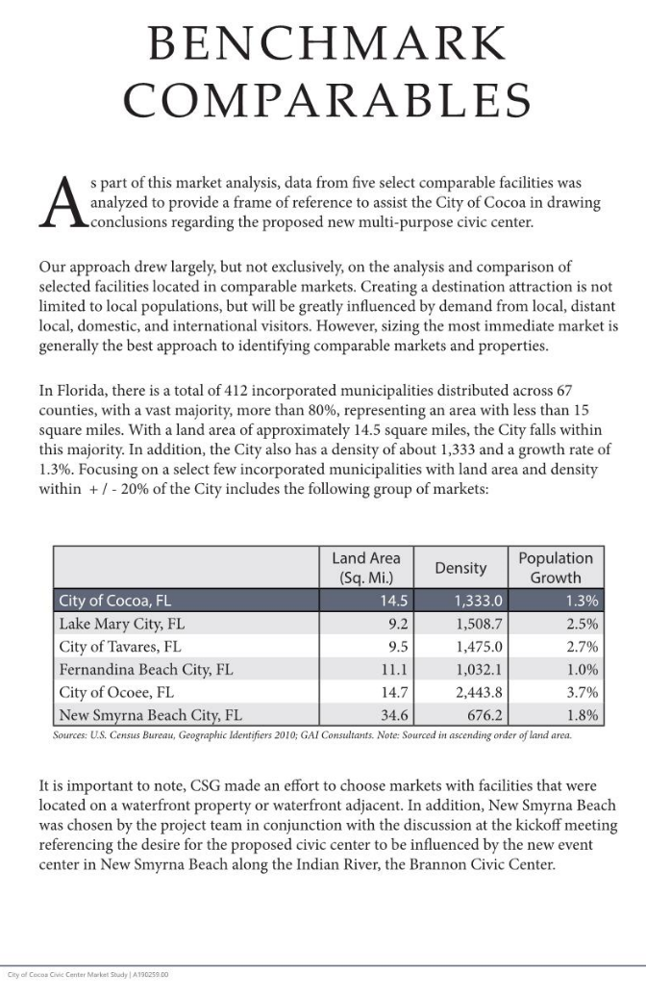 BENCHMARK
COMPARABLES
As part of this market analysis, data from five select comparable facilities was
analyzed to provide a frame of reference to assist the City of Cocoa in drawing
conclusions regarding the proposed new multi-purpose civic center.
Our approach drew largely, but not exclusively, on the analysis and comparison of
selected facilities located in comparable markets. Creating a destination attraction is not
limited to local populations, but will be greatly influenced by demand from local, distant
local, domestic, and international visitors. However, sizing the most immediate market is
generally the best approach to identifying comparable markets and properties.
In Florida, there is a total of 412 incorporated municipalities distributed across 67
counties, with a vast majority, more than 80%, representing an area with less than 15
square miles. With a land area of approximately 14.5 square miles, the City falls within
this majority. In addition, the City also has a density of about 1,333 and a growth rate of
1.3%. Focusing on a select few incorporated municipalities with land area and density
within + / - 20% of the City includes the following group of markets:
Land Area (Sq. Mi.) Density Population Growth
City of Cocoa, FL 14.5 1,333.0 1.3%
Lake Mary City, FL 9.2 1,508.7 2.5%
City of Tavares, FL 9.5 1,475.0 2.7%
Fernandina Beach City, FL 11.1 1,032.1 1.0%
City of Ocoee, FL 14.7 2,443.8 3.7%
New Smyrna Beach City, FL 34.6 676.2 1.8%
Sources: U.S. Census Bureau, Geographic Identifiers 2010; GAI Consultants. Note: Sourced in ascending order of land area.
It is important to note, CSG made an effort to choose markets with facilities that were
located on a waterfront property or waterfront adjacent. In addition, New Smyrna Beach
was chosen by the project team in conjunction with the discussion at the kickoff meeting
referencing the desire for the proposed civic center to be influenced by the new event
center in New Smyrna Beach along the Indian River, the Brannon Civic Center.
City of Cocoa Civic Center Market Study | A190259.00